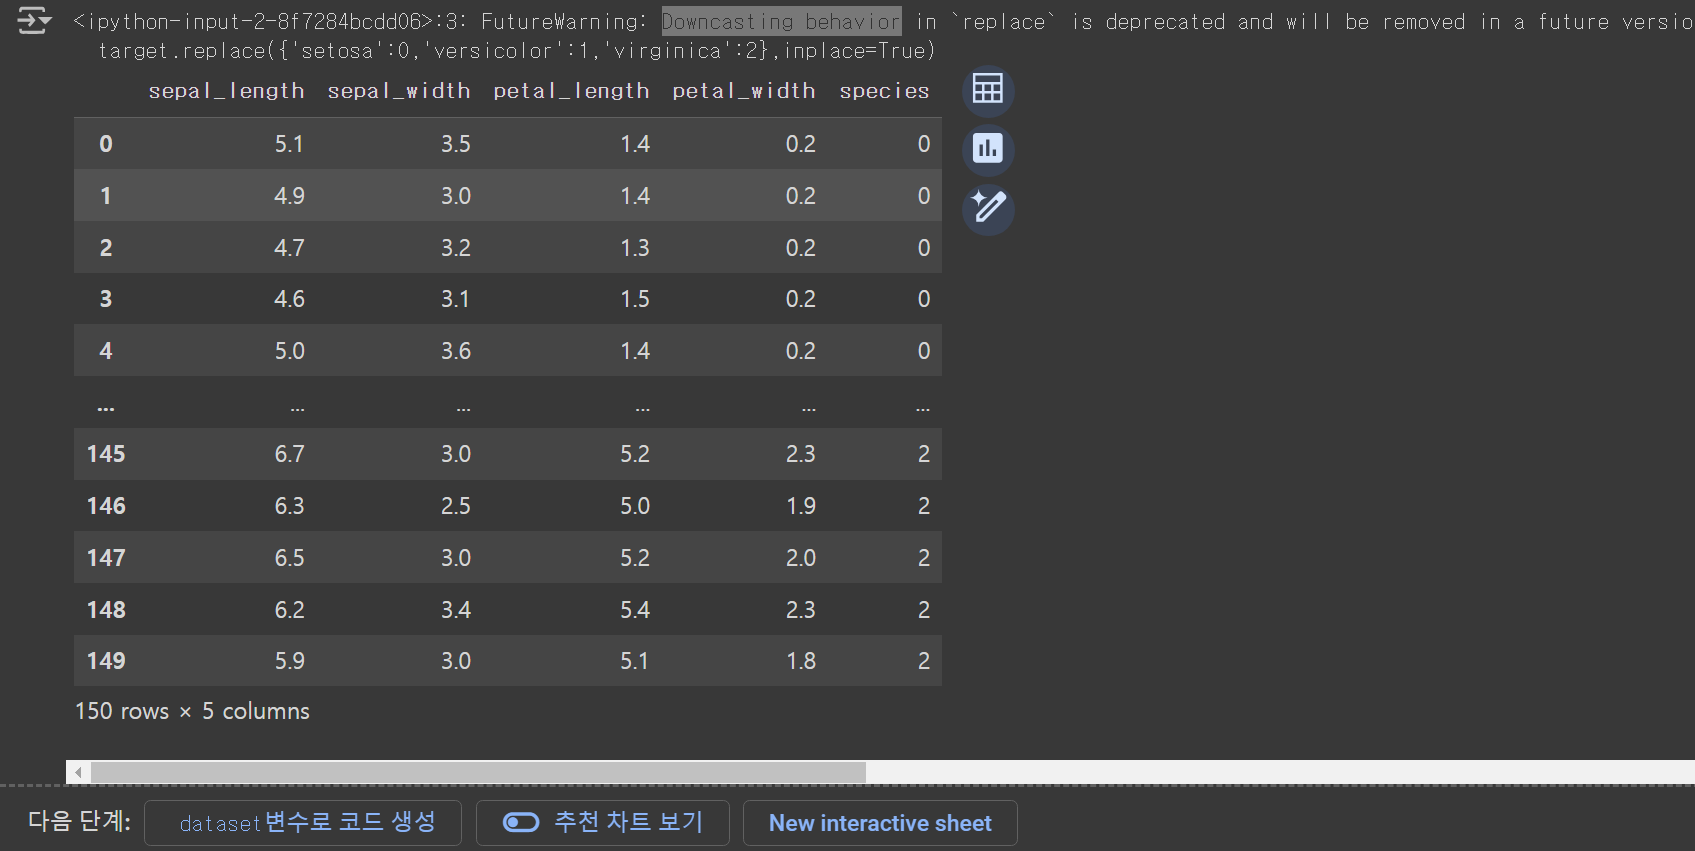 <ipython-input-2-8f7284bcdd06>:3: FutureWarning: Downcasting behavior in `replace` is deprecated and will be removed in a future versio
target.replace({'setosa':0,'versicolor':1,'virginica':2},inplace=True)
sepal_length sepal_width petal_length petal_width species
0 5.1 3.5 1.4 0.2 0
1 4.9 3.0 1.4 0.2 0
2 4.7 3.2 1.3 0.2 0
3 4.6 3.1 1.5 0.2 0
4 5.0 3.6 1.4 0.2 0
... ... ... ... ... ...
145 6.7 3.0 5.2 2.3 2
146 6.3 2.5 5.0 1.9 2
147 6.5 3.0 5.2 2.0 2
148 6.2 3.4 5.4 2.3 2
149 5.9 3.0 5.1 1.8 2
150 rows × 5 columns
다음 단계: dataset변수로 코드 생성 추천 차트 보기 New interactive sheet